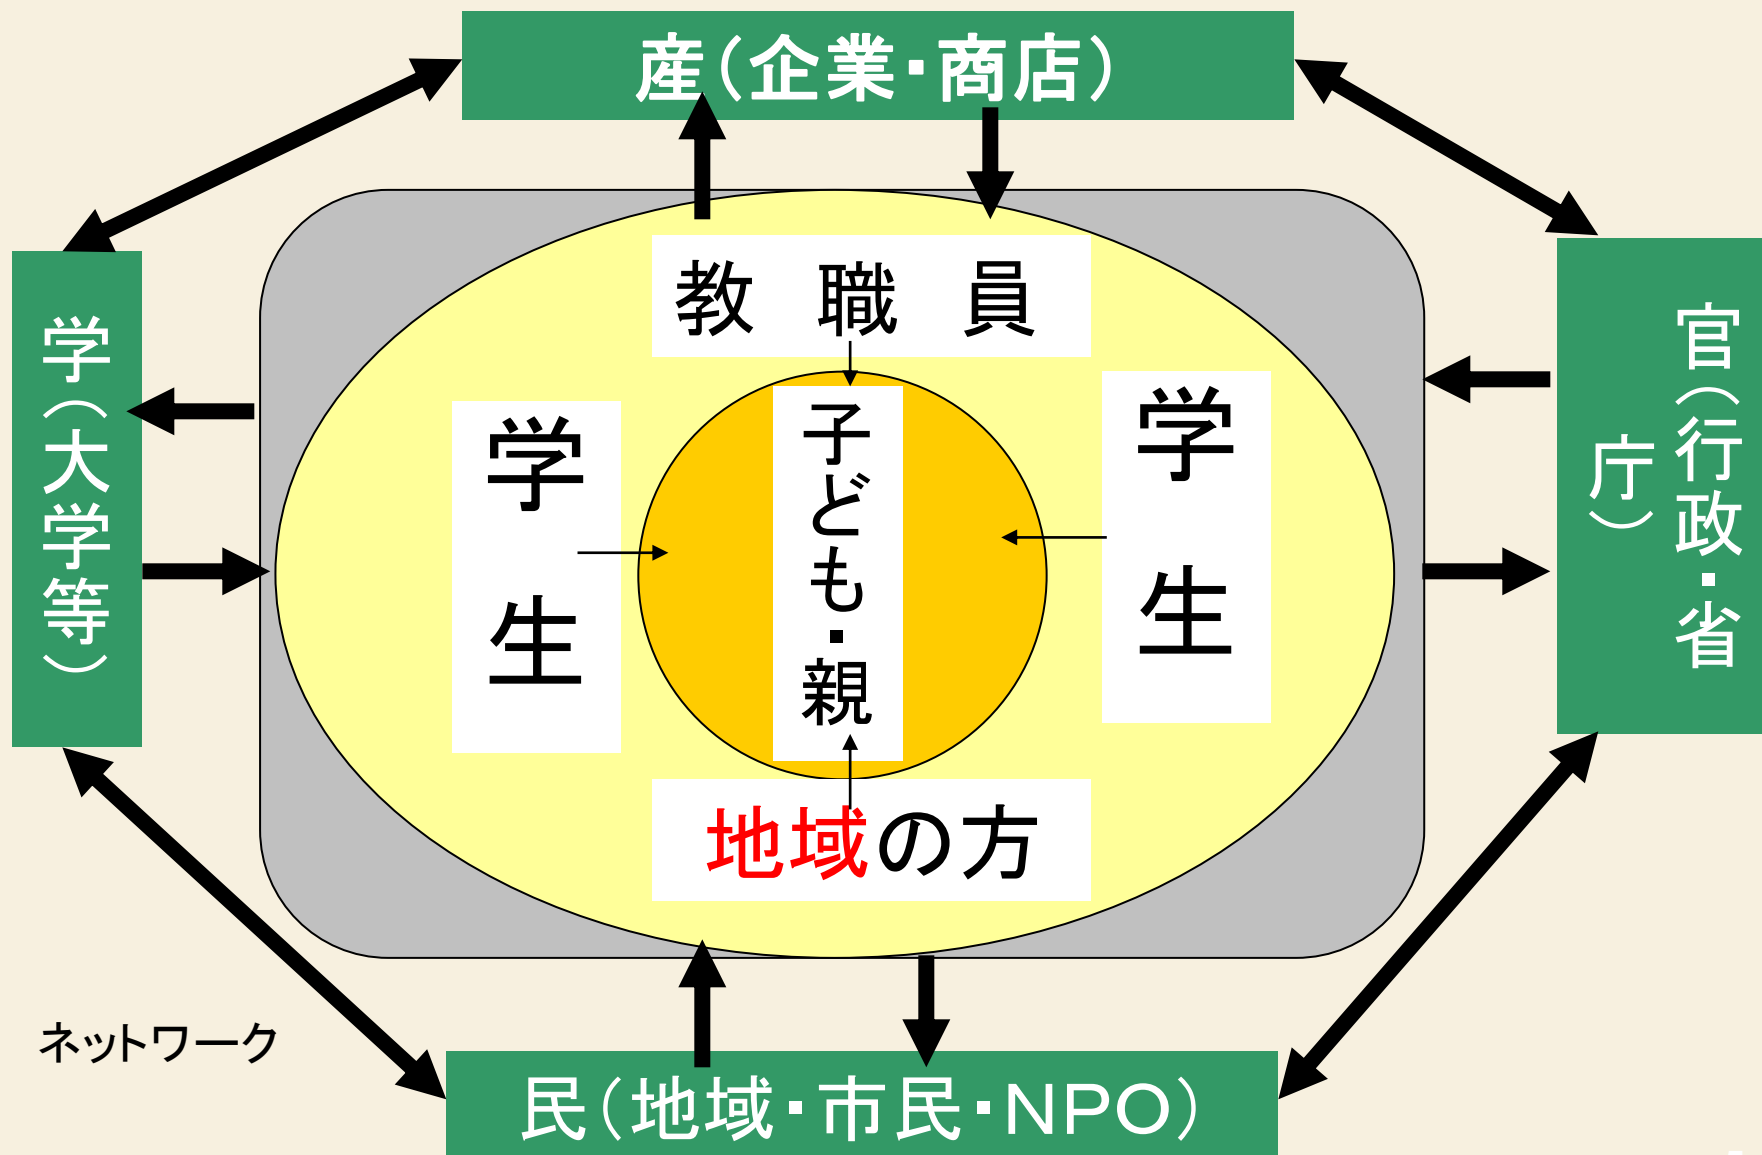 産（企業・商店）
教職員
学（大学等）
学生
子ども・親
学生
官（行政・省
庁）
地域の方
ネットワーク
民（地域・市民・NPO）